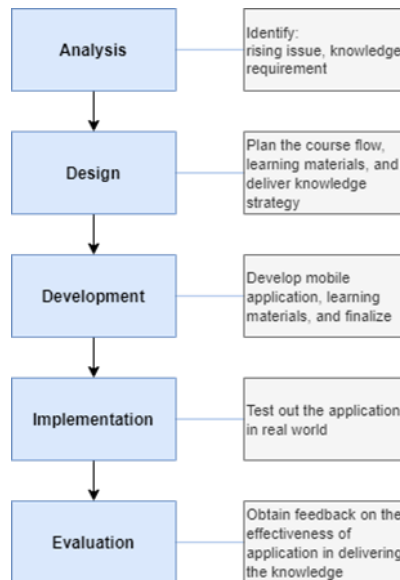 Analysis
Identify:
rising issue, knowledge
requirement
Design
Plan the course flow,
learning materials, and
deliver knowledge
strategy
Development
Develop mobile
application, learning
materials, and finalize
Implementation
Test out the application
in real world
Evaluation
Obtain feedback on the
effectiveness of
application in delivering
the knowledge